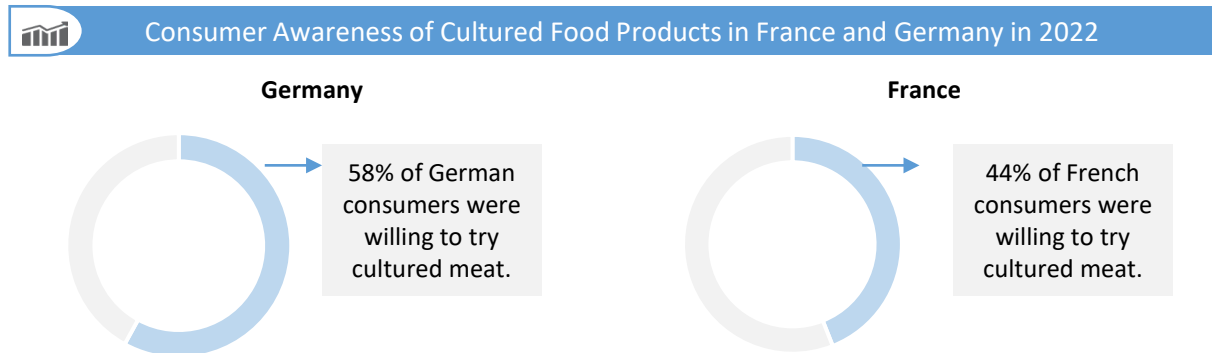 Consumer Awareness of Cultured Food Products in France and Germany in 2022
Germany
58% of German
consumers were
willing to try
cultured meat.
France
44% of French
consumers were
willing to try
cultured meat.